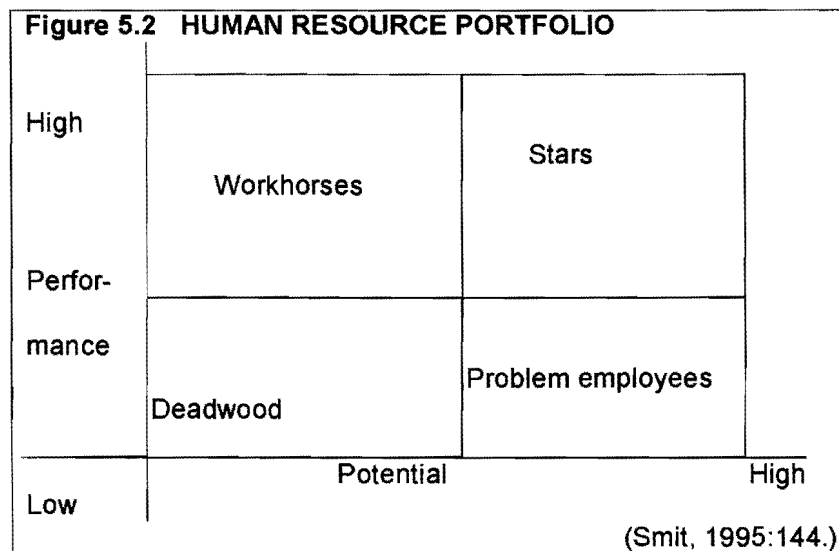 Figure 5.2 HUMAN RESOURCE PORTFOLIO
High
Stars
Workhorses
Perfor-
mance
Problem employees
Deadwood
Potential
High
Low
(Smit, 1995:144.)